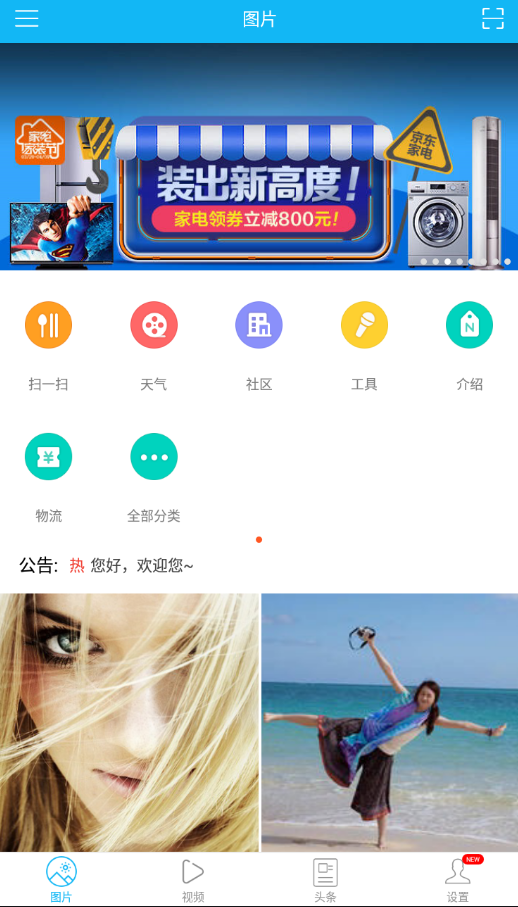 图片
家电
家装节
京东
家电
装出新高度!
家电领券立减800元!
扫一扫
天气
社区
工具
介绍
N
¥
物流
全部分类
公告: 热 您好，欢迎您~
图片
视频
头条
NEW
设置